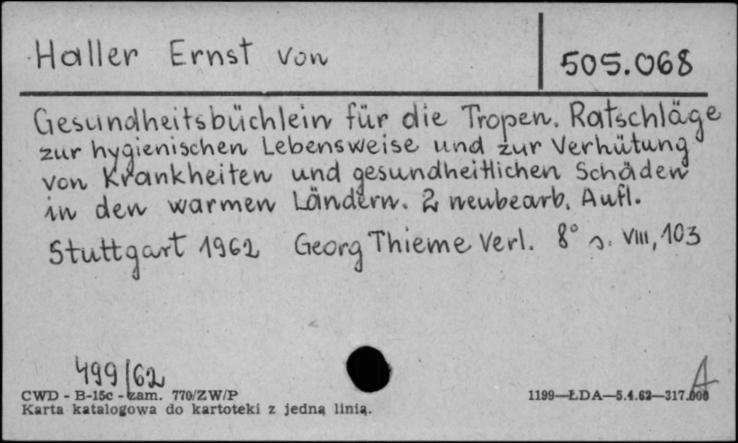 Haller Ernst von
505.068
Gesundheitsbüchlein für die Tropen. Ratschläge
zur hygienischen Lebensweise und zur Verhütung
von Krankheiten und gesundheitlichen Schäden
in den warmen Ländern. 2 neubearb. Aufl.
Stuttgart 1962 Georg Thieme Verl. 8° s. VIII, 103
499/62
CWD - B-15c - zam. 770/ZW/P
Karta katalogowa do kartoteki z jedną linią.
1199—ŁDA—5.4.62—317.000
A